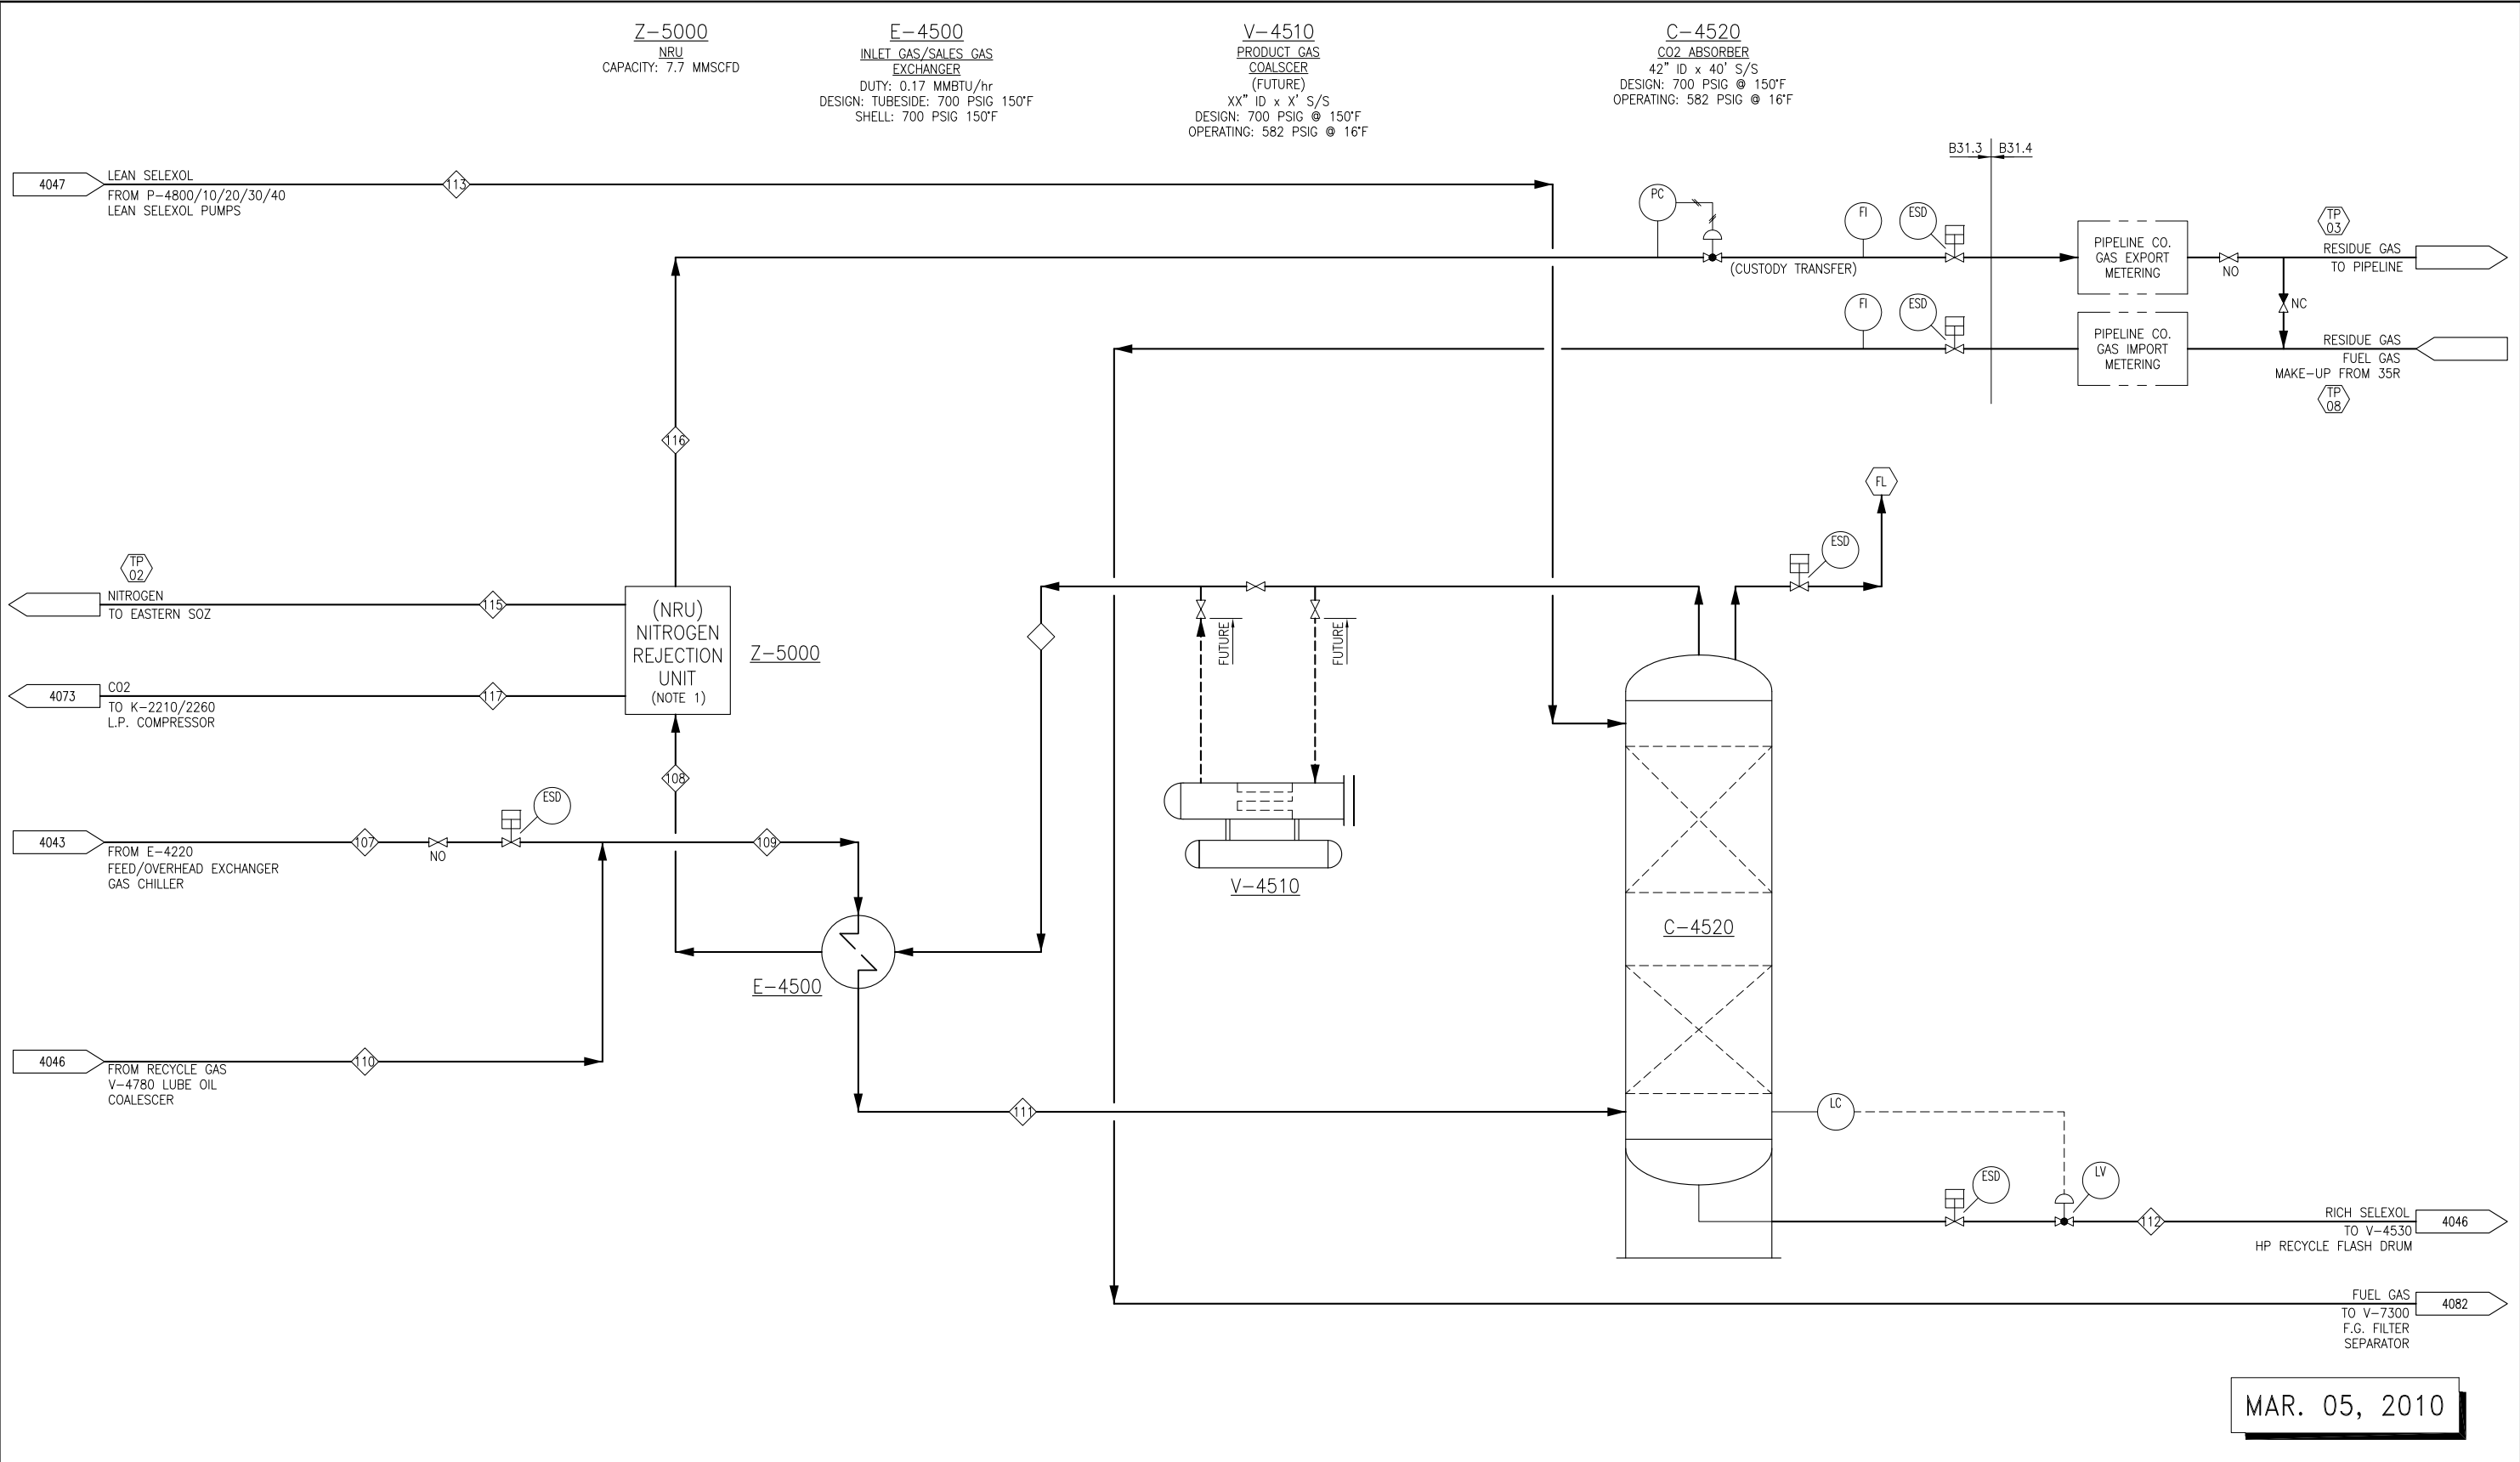 Z-5000
NRU
CAPACITY: 7.7 MMSCFD
E-4500
INLET GAS/SALES GAS
EXCHANGER
DUTY: 0.17 MMBTU/hr
DESIGN: TUBESIDE: 700 PSIG 150°F
SHELL: 700 PSIG 150°F
V-4510
PRODUCT GAS
COALSCER
(FUTURE)
XX" ID x X' S/S
DESIGN: 700 PSIG @ 150°F
OPERATING: 582 PSIG @ 16°F
C-4520
CO2 ABSORBER
42" ID x 40' S/S
DESIGN: 700 PSIG @ 150°F
OPERATING: 582 PSIG @ 16°F
B31.3 B31.4
4047
LEAN SELEXOL
FROM P-4800/10/20/30/40
LEAN SELEXOL PUMPS
113
PC
FI
ESD
(CUSTODY TRANSFER)
PIPELINE CO.
GAS EXPORT
METERING
NO
TP
03
RESIDUE GAS
TO PIPELINE
NC
FI
ESD
PIPELINE CO.
GAS IMPORT
METERING
RESIDUE GAS
FUEL GAS
MAKE-UP FROM 35R
TP
08
116
FL
ESD
TP
02
NITROGEN
TO EASTERN SOZ
115
(NRU)
NITROGEN
REJECTION
UNIT
(NOTE 1)
Z-5000
FUTURE
FUTURE
4073
CO2
TO K-2210/2260
L.P. COMPRESSOR
117
108
4043
FROM E-4220
FEED/OVERHEAD EXCHANGER
GAS CHILLER
107
NO
ESD
109
V-4510
C-4520
E-4500
4046
FROM RECYCLE GAS
V-4780 LUBE OIL
COALESCER
110
111
LC
ESD
LV
112
RICH SELEXOL
TO V-4530
HP RECYCLE FLASH DRUM
4046
FUEL GAS
TO V-7300
F.G. FILTER
SEPARATOR
4082
MAR. 05, 2010